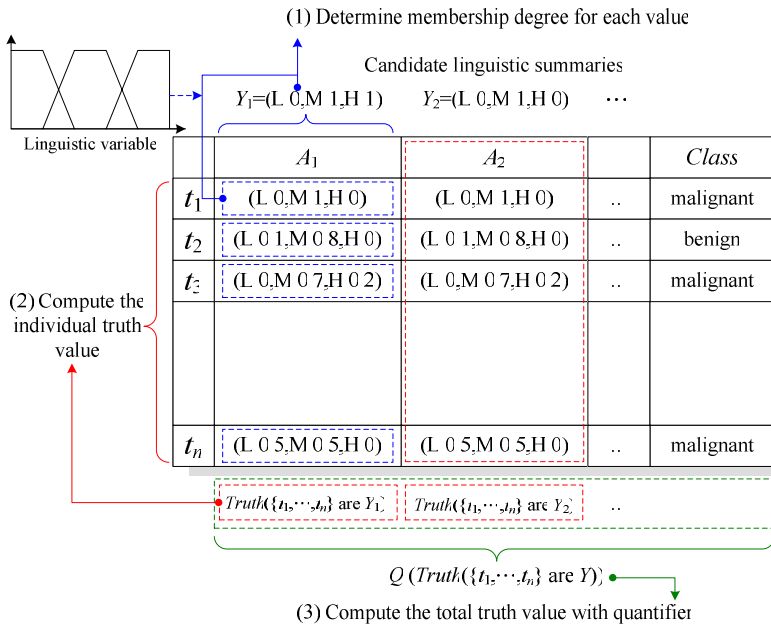 (1) Determine membership degree for each value
Candidate linguistic summaries
Y1=(L 0,M 1,H 1) Y2=(L 0,M 1,H 0) ⋯
Linguistic variable
A1 A2 Class
t1 (L 0,M 1,H 0) (L 0,M 1,H 0) .. malignant
t2 (L 0 1,M 0 8,H 0) (L 0 1,M 0 8,H 0) .. benign
t3 (L 0,M 0 7,H 0 2) (L 0,M 0 7,H 0 2) .. malignant
(2) Compute the
individual truth
value
tn (L 0 5,M 0 5,H 0) (L 0 5,M 0 5,H 0) .. malignant
Truth({t1,⋯,tn} are Y1) Truth({t1,⋯,tn} are Y2) ..
Q (Truth({t1,⋯,tn} are Y))
(3) Compute the total truth value with quantifier